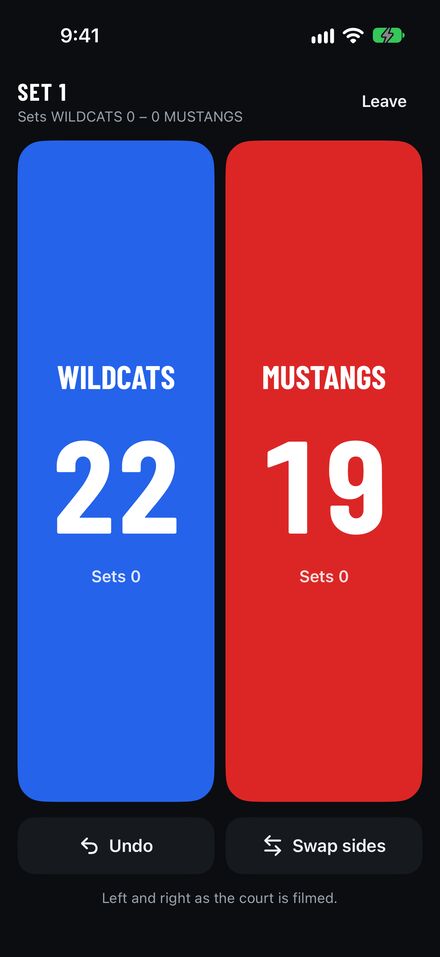 9:41
SET 1
Sets WILDCATS 0 – 0 MUSTANGS
Leave
WILDCATS
22
Sets 0
MUSTANGS
19
Sets 0
Undo
Swap sides
Left and right as the court is filmed.